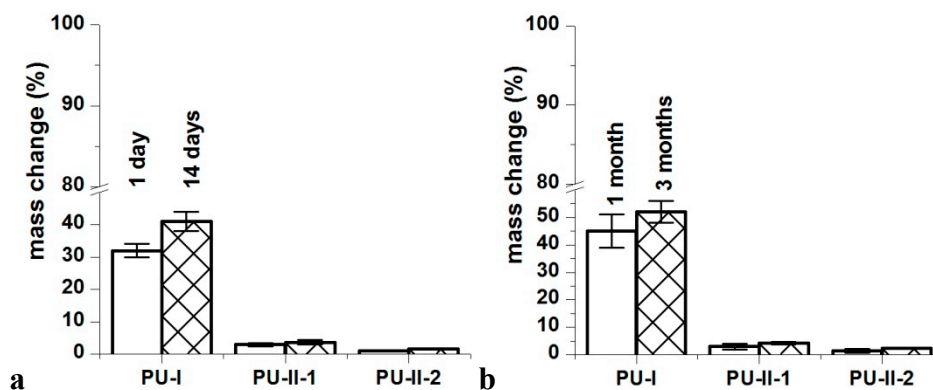 100
90
80
40
30
20
10
0
mass change (%)
1 day
14 days
PU-I
PU-II-1
PU-II-2
a
100
90
80
50
40
30
20
10
0
mass change (%)
1 month
3 months
PU-I
PU-II-1
PU-II-2
b